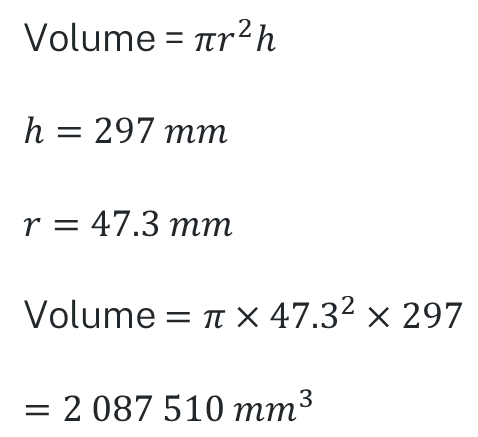 Volume = πr²h
h = 297 mm
r = 47.3 mm
Volume = π × 47.3² × 297
= 2 087 510 mm³